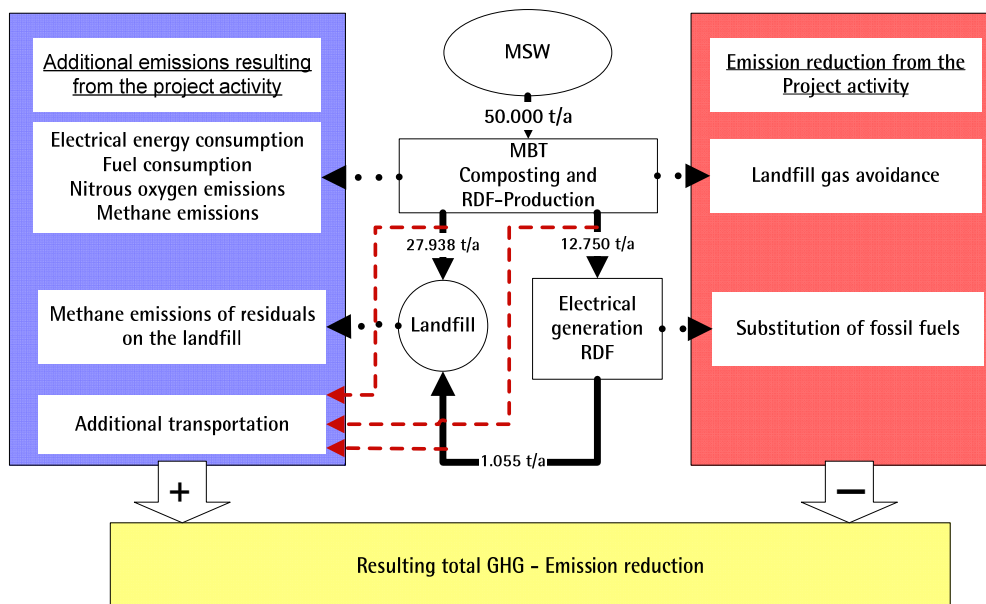 Additional emissions resulting
from the project activity
Electrical energy consumption
Fuel consumption
Nitrous oxygen emissions
Methane emissions
Methane emissions of residuals
on the landfill
Additional transportation
+
MSW
50.000 t/a
MBT
Composting and
RDF-Production
27.938 t/a
12.750 t/a
Landfill
Electrical
generation
RDF
1.055 t/a
Emission reduction from the
Project activity
Landfill gas avoidance
Substitution of fossil fuels
−
Resulting total GHG - Emission reduction